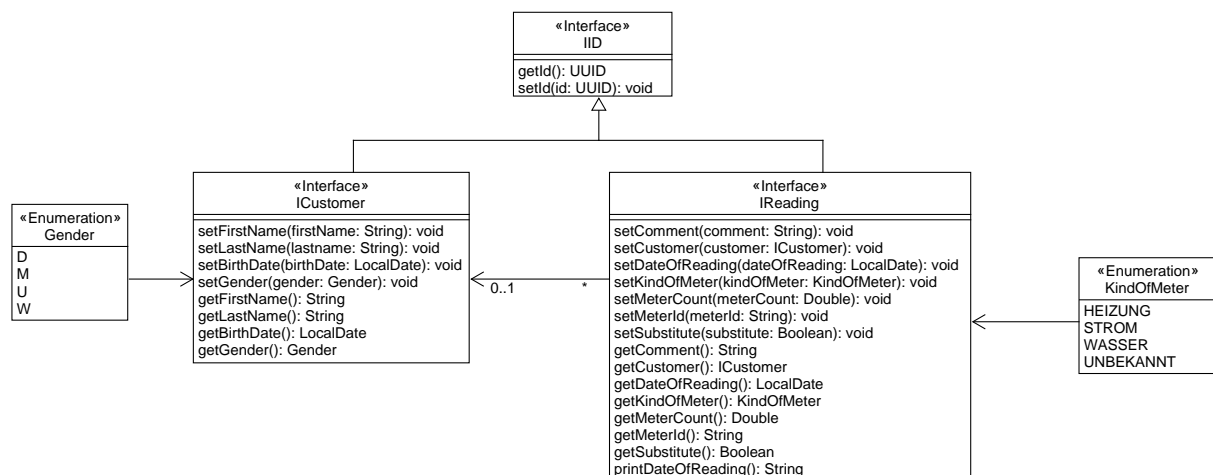 «Interface»
IID
getId(): UUID
setId(id: UUID): void
«Interface»
ICustomer
setFirstName(firstName: String): void
setLastName(lastname: String): void
setBirthDate(birthDate: LocalDate): void
setGender(gender: Gender): void
getFirstName(): String
getLastName(): String
getBirthDate(): LocalDate
getGender(): Gender
«Interface»
IReading
setComment(comment: String): void
setCustomer(customer: ICustomer): void
setDateOfReading(dateOfReading: LocalDate): void
setKindOfMeter(kindOfMeter: KindOfMeter): void
setMeterCount(meterCount: Double): void
setMeterId(meterId: String): void
setSubstitute(substitute: Boolean): void
getComment(): String
getCustomer(): ICustomer
getDateOfReading(): LocalDate
getKindOfMeter(): KindOfMeter
getMeterCount(): Double
getMeterId(): String
getSubstitute(): Boolean
printDateOfReading(): String
«Enumeration»
Gender
D
M
U
W
0..1 *
«Enumeration»
KindOfMeter
HEIZUNG
STROM
WASSER
UNBEKANNT